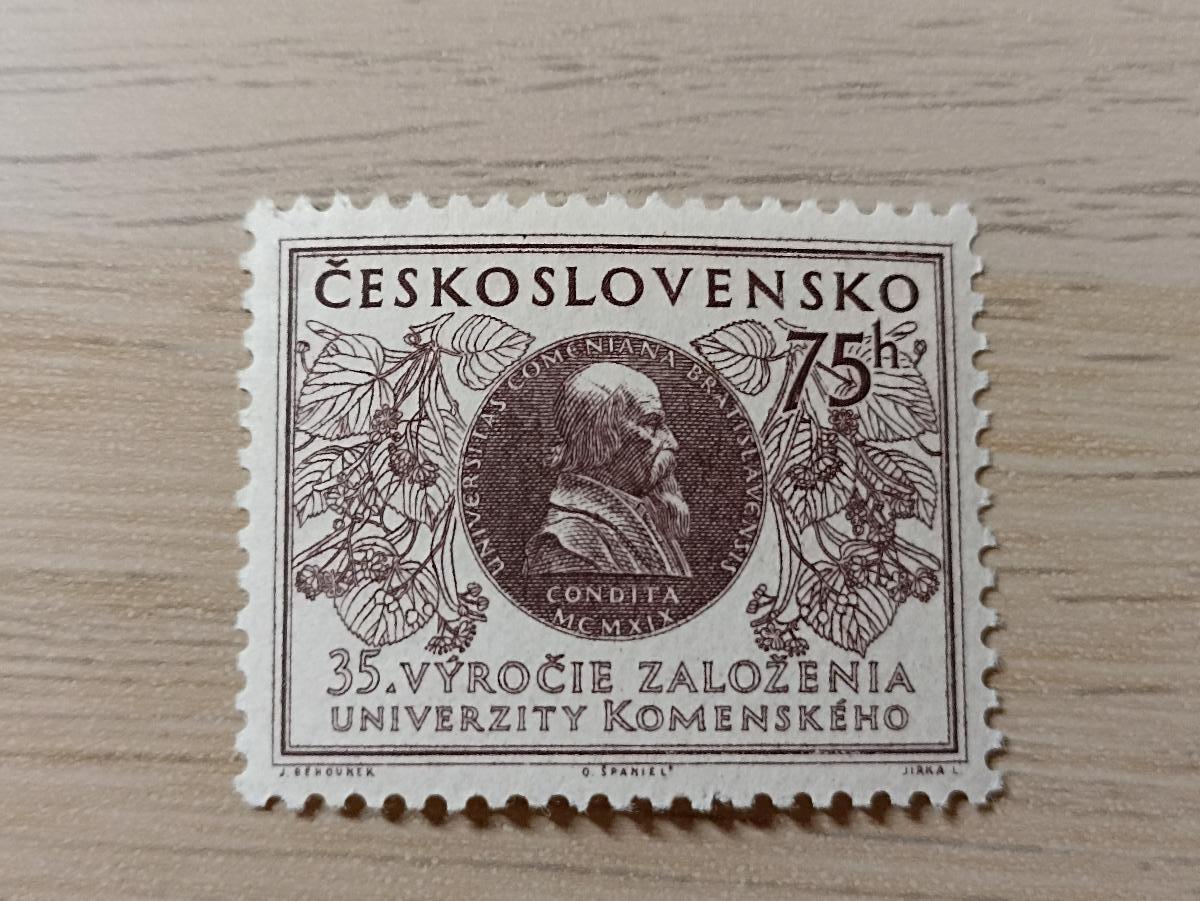 ČESKOSLOVENSKO
75h
UNIVERSITAS COMENIANA BRATISLAVENSIS
CONDITA
MCMXIX
35. VÝROČIE ZALOŽENIA
UNIVERZITY KOMENSKÉHO
J. BĚHOUNEK O. ŠPANIEL JIRKA L.